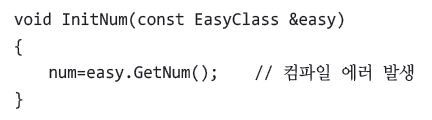 void InitNum(const EasyClass &easy)
{
    num=easy.GetNum();    // 컴파일 에러 발생
}